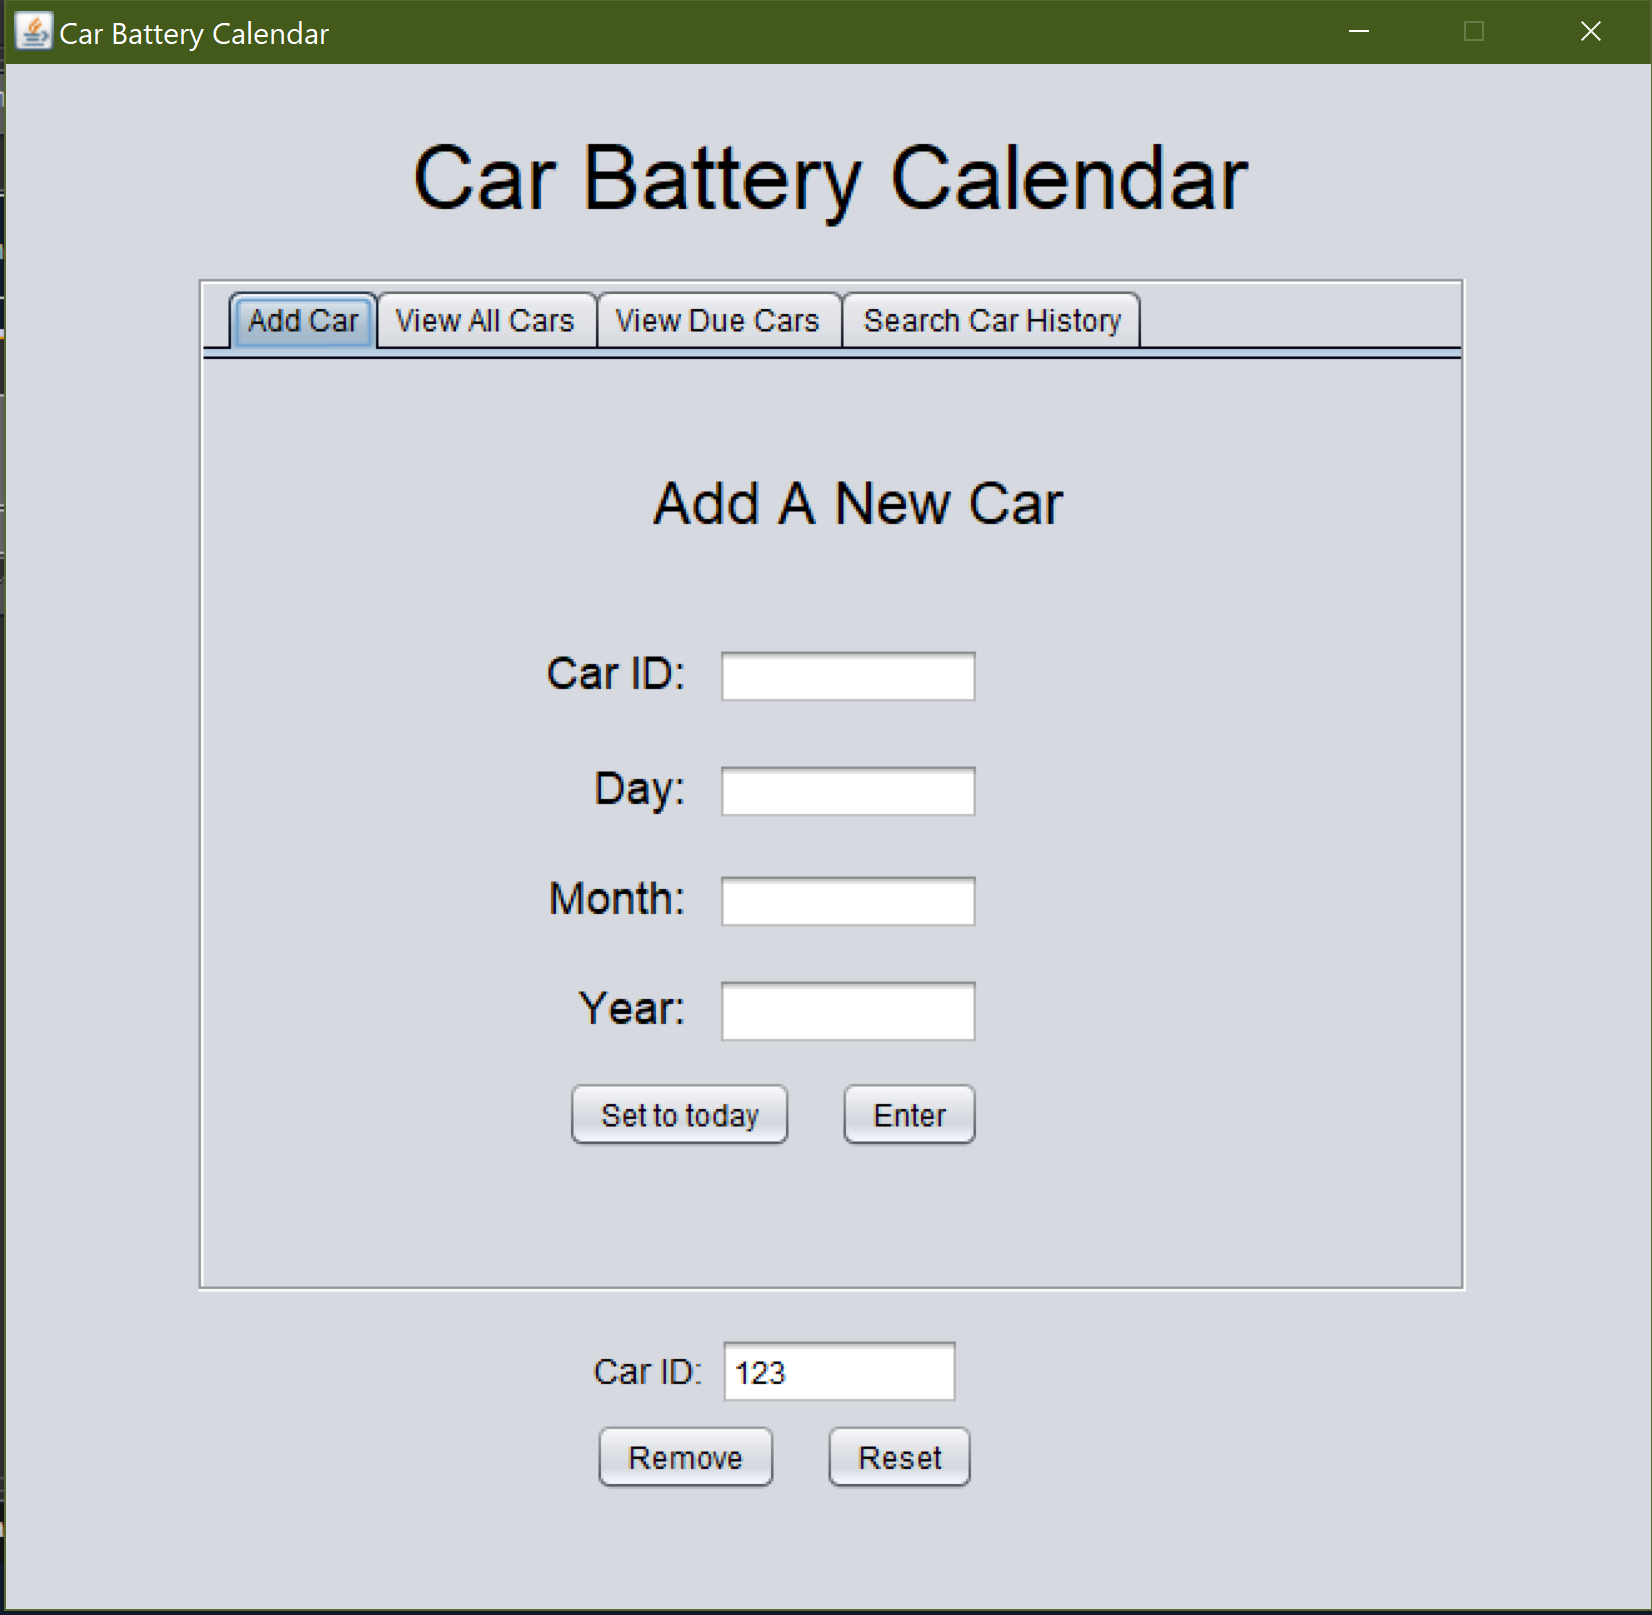 Car Battery Calendar
Car Battery Calendar
Add Car View All Cars View Due Cars Search Car History
Add A New Car
Car ID:
Day:
Month:
Year:
Set to today Enter
Car ID: 123
Remove Reset